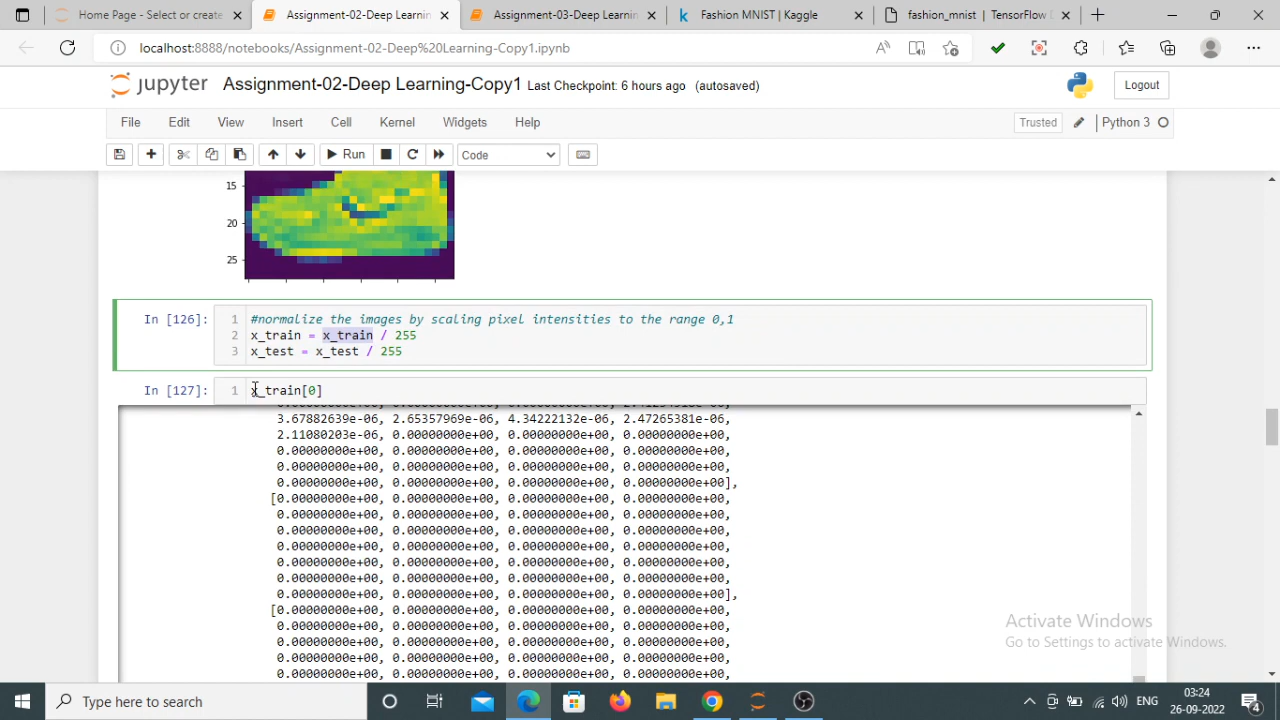 Home Page - Select or create
Assignment-02-Deep Learnin
Assignment-03-Deep Learnin
Fashion MNIST | Kaggle
fashion_mnist | TensorFlow
localhost:8888/notebooks/Assignment-02-Deep%20Learning-Copy1.ipynb
jupyter Assignment-02-Deep Learning-Copy1 Last Checkpoint: 6 hours ago (autosaved)
Logout
File Edit View Insert Cell Kernel Widgets Help
Trusted
Python 3
Run
Code
15
20
25
In [126]:
1 #normalize the images by scaling pixel intensities to the range 0,1
2 x_train = x_train / 255
3 x_test = x_test / 255
In [127]:
1 x_train[0]
3.67882639e-06, 2.65357969e-06, 4.34222132e-06, 2.47265381e-06,
2.11080203e-06, 0.00000000e+00, 0.00000000e+00, 0.00000000e+00,
0.00000000e+00, 0.00000000e+00, 0.00000000e+00, 0.00000000e+00,
0.00000000e+00, 0.00000000e+00, 0.00000000e+00, 0.00000000e+00,
0.00000000e+00, 0.00000000e+00, 0.00000000e+00, 0.00000000e+00],
[0.00000000e+00, 0.00000000e+00, 0.00000000e+00, 0.00000000e+00,
0.00000000e+00, 0.00000000e+00, 0.00000000e+00, 0.00000000e+00,
0.00000000e+00, 0.00000000e+00, 0.00000000e+00, 0.00000000e+00,
0.00000000e+00, 0.00000000e+00, 0.00000000e+00, 0.00000000e+00,
0.00000000e+00, 0.00000000e+00, 0.00000000e+00, 0.00000000e+00,
0.00000000e+00, 0.00000000e+00, 0.00000000e+00, 0.00000000e+00,
0.00000000e+00, 0.00000000e+00, 0.00000000e+00, 0.00000000e+00],
[0.00000000e+00, 0.00000000e+00, 0.00000000e+00, 0.00000000e+00,
0.00000000e+00, 0.00000000e+00, 0.00000000e+00, 0.00000000e+00,
0.00000000e+00, 0.00000000e+00, 0.00000000e+00, 0.00000000e+00,
0.00000000e+00, 0.00000000e+00, 0.00000000e+00, 0.00000000e+00,
0.00000000e+00, 0.00000000e+00, 0.00000000e+00, 0.00000000e+00,
Activate Windows
Go to Settings to activate Windows.
Type here to search
ENG
03:24
26-09-2022
4